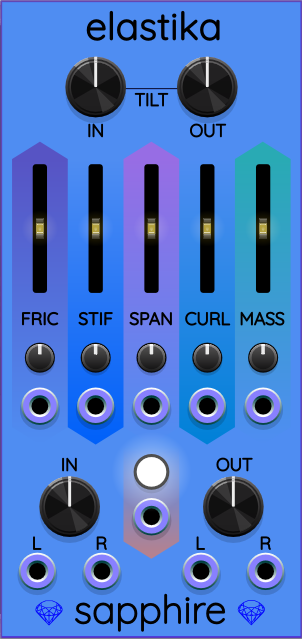 elastika
TILT
IN OUT
FRIC STIF SPAN CURL MASS
IN OUT
L R L R
sapphire